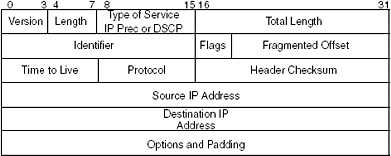 0 3 4 7 8 15 16 31
Version Length Type of Service Total Length
IP Prec or DSCP
Identifier Flags Fragmented Offset
Time to Live Protocol Header Checksum
Source IP Address
Destination IP
Address
Options and Padding